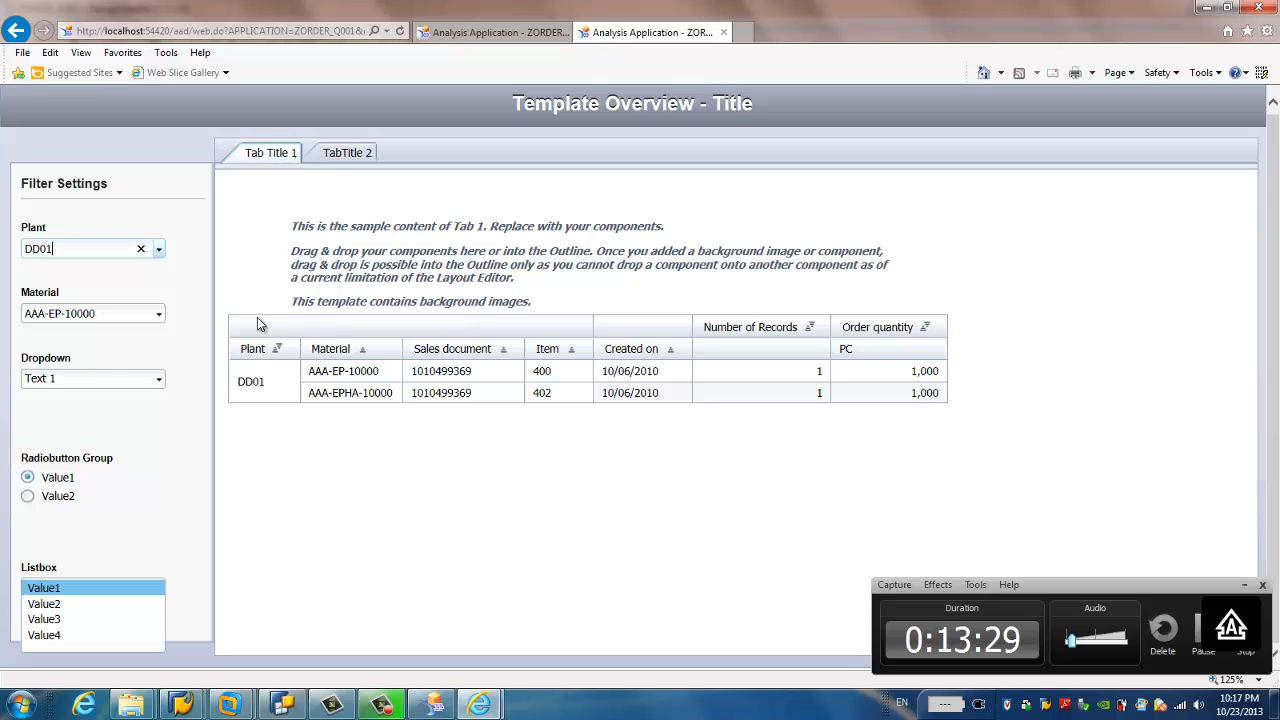 http://localhost:54420/aad/web.do?APPLICATION=ZORDER_Q001&
Analysis Application - ZORDER...
Analysis Application - ZOR...
File Edit View Favorites Tools Help
Suggested Sites Web Slice Gallery
Page Safety Tools
Template Overview - Title
Tab Title 1 TabTitle 2
Filter Settings
Plant
DD01
Material
AAA-EP-10000
Dropdown
Text 1
Radiobutton Group
Value1
Value2
Listbox
Value1
Value2
Value3
Value4
This is the sample content of Tab 1. Replace with your components.
Drag & drop your components here or into the Outline. Once you added a background image or component,
drag & drop is possible into the Outline only as you cannot drop a component onto another component as of
a current limitation of the Layout Editor.
This template contains background images.
Number of Records Order quantity
Plant Material Sales document Item Created on PC
DD01 AAA-EP-10000 1010499369 400 10/06/2010 1 1,000
AAA-EPHA-10000 1010499369 402 10/06/2010 1 1,000
Capture Effects Tools Help
Duration Audio
0:13:29
Delete Pause Stop
125%
EN
10:17 PM
10/23/2013